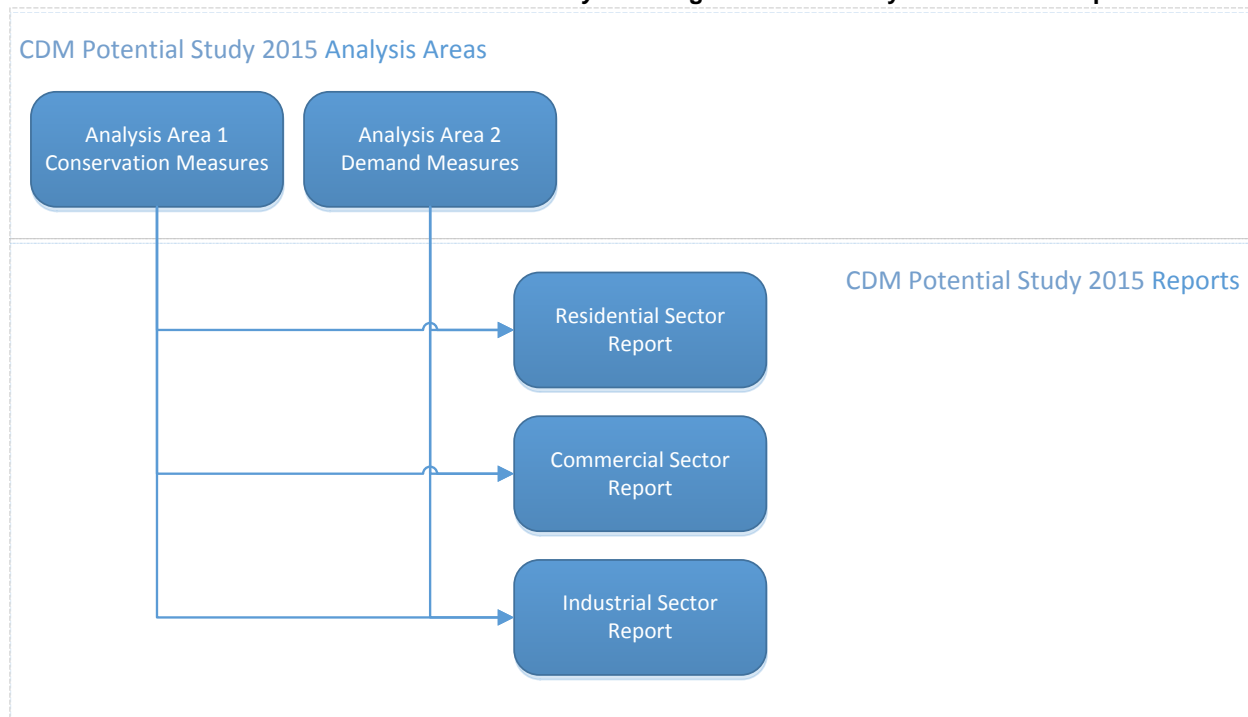 CDM Potential Study 2015 Analysis Areas
Analysis Area 1
Conservation Measures
Analysis Area 2
Demand Measures
CDM Potential Study 2015 Reports
Residential Sector
Report
Commercial Sector
Report
Industrial Sector
Report